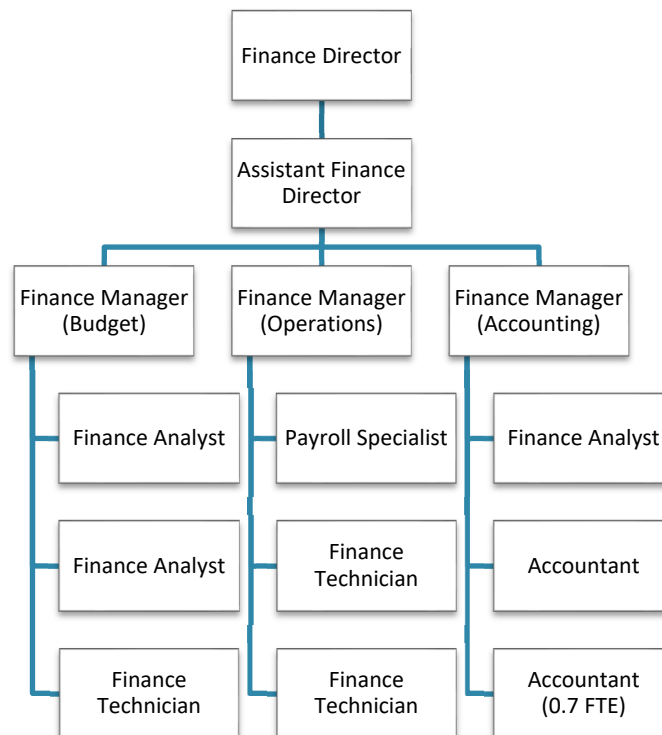 Finance Director
Assistant Finance
Director
Finance Manager
(Budget)
Finance Manager
(Operations)
Finance Manager
(Accounting)
Finance Analyst
Payroll Specialist
Finance Analyst
Finance Analyst
Finance
Technician
Accountant
Finance
Technician
Finance
Technician
Accountant
(0.7 FTE)